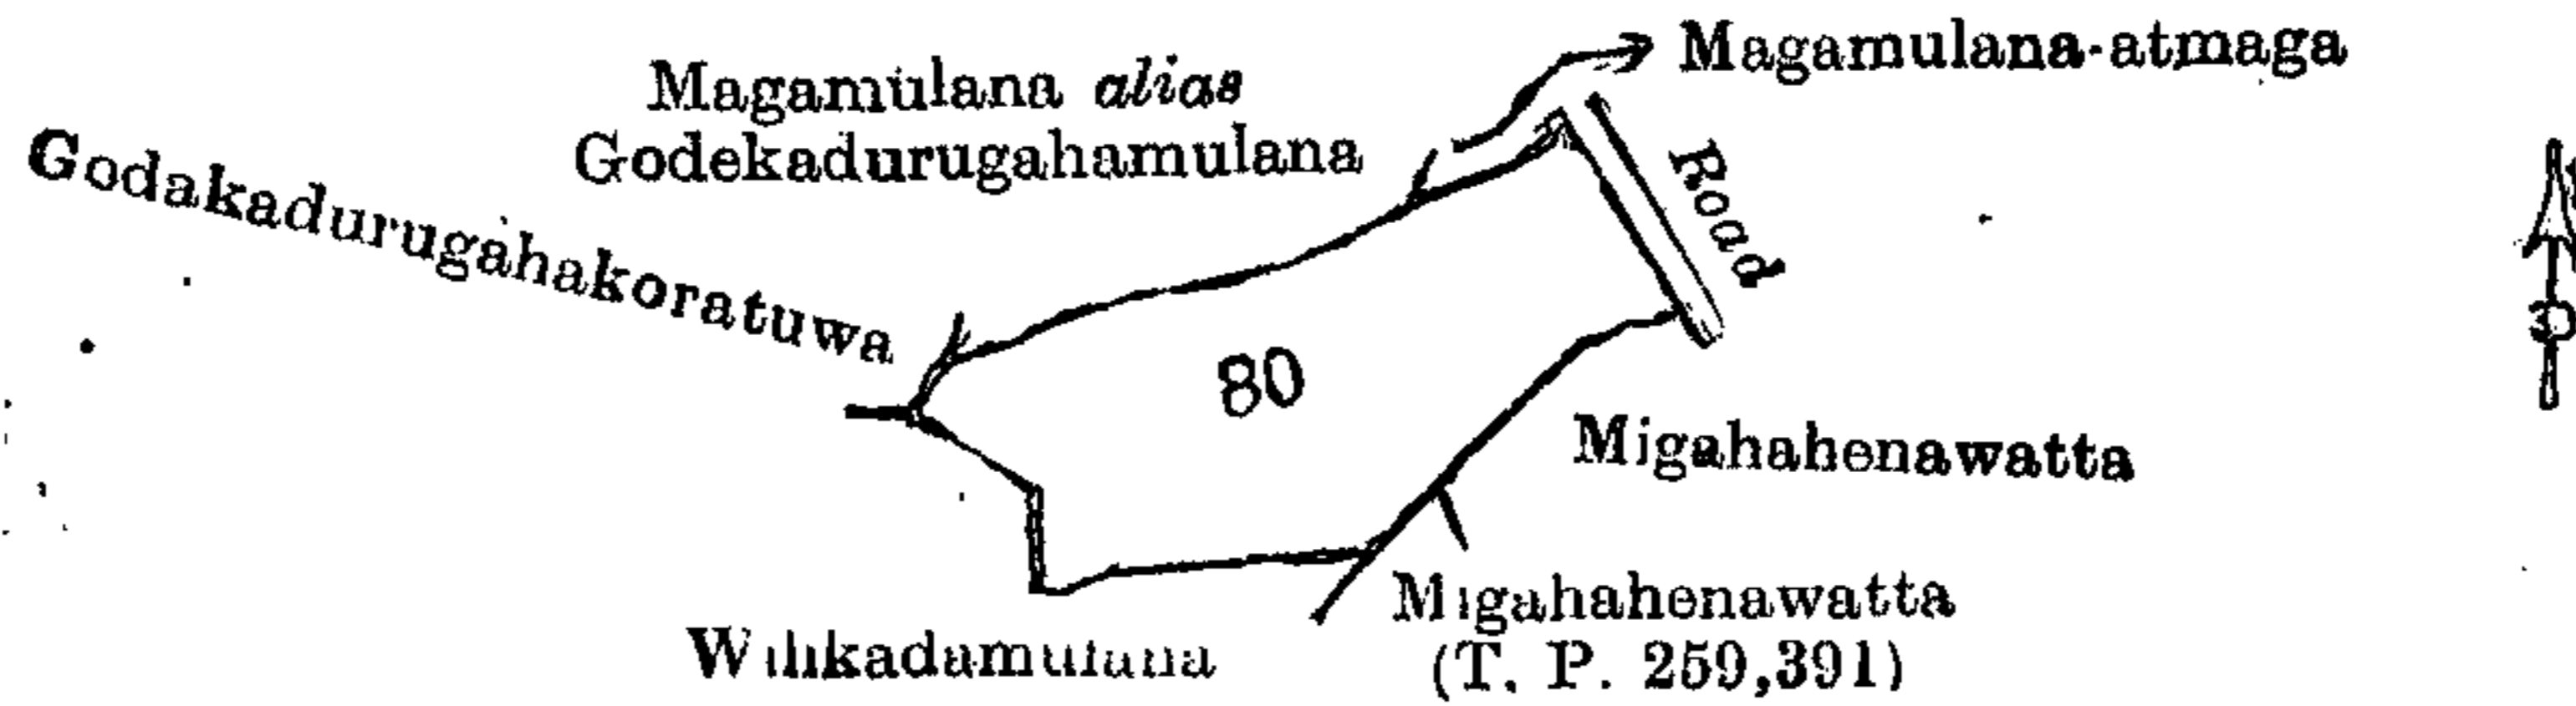 Magamulana-atmaga
Magamulana alias
Godekadurugahamulana
Road
Godakadurugahakoratuwa
80
Migahahenawatta
Migahahenawatta
(T. P. 259,391)